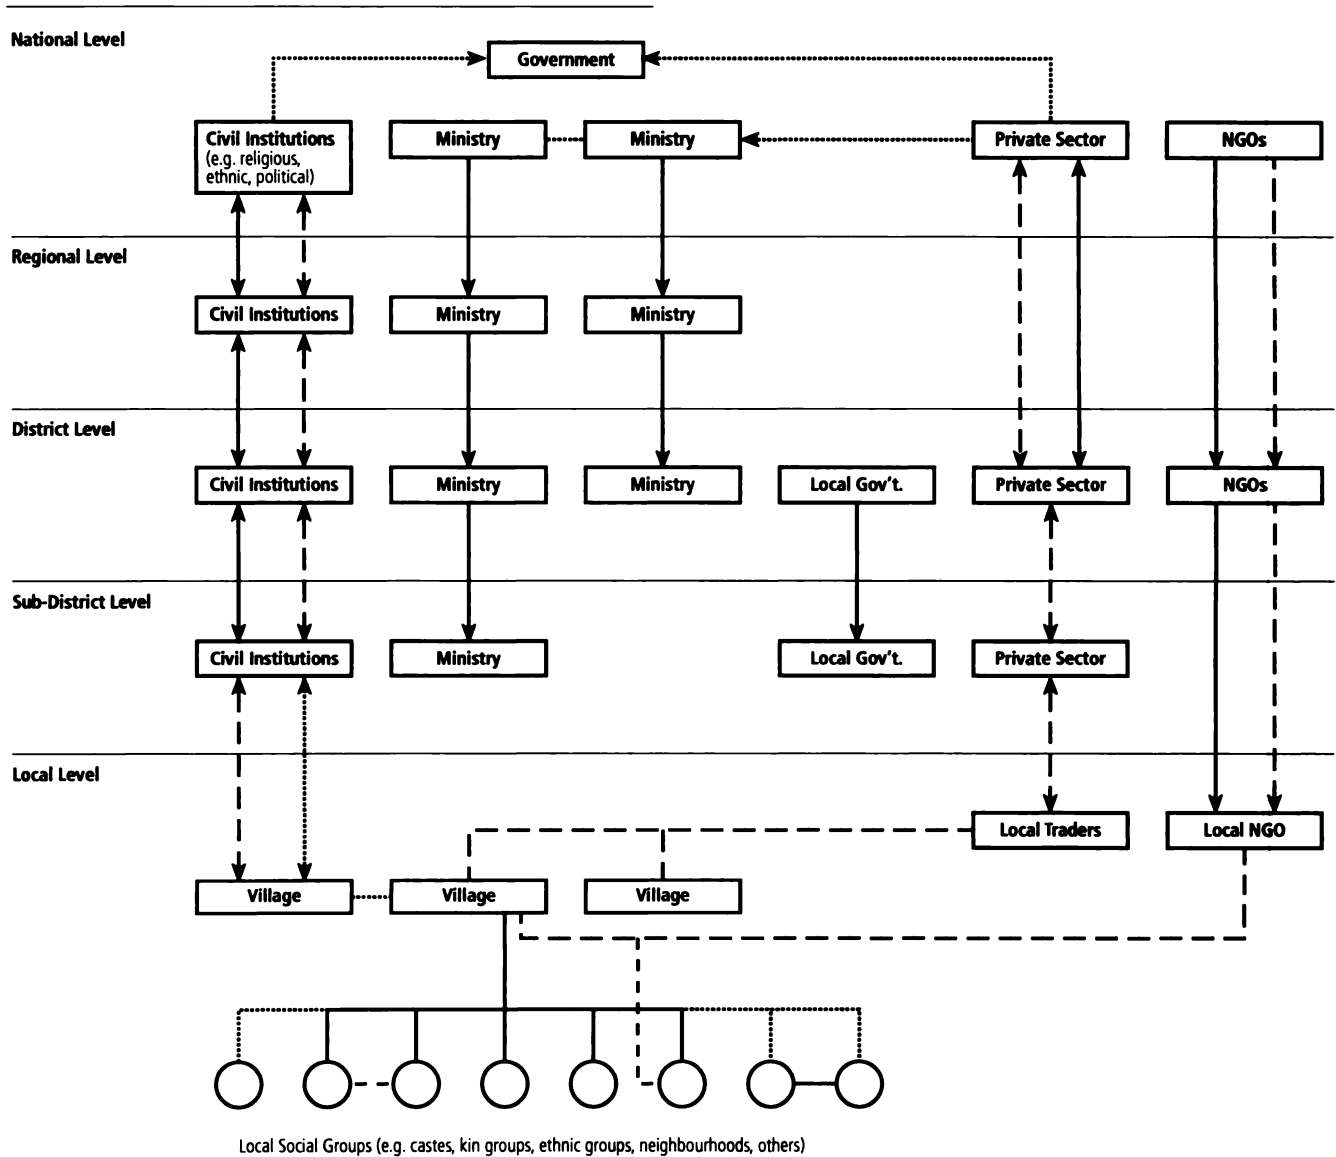 National Level
Government
Civil Institutions
(e.g. religious,
ethnic, political)
Ministry
Ministry
Private Sector
NGOs
Regional Level
Civil Institutions
Ministry
Ministry
District Level
Civil Institutions
Ministry
Ministry
Local Gov't.
Private Sector
NGOs
Sub-District Level
Civil Institutions
Ministry
Local Gov't.
Private Sector
Local Level
Local Traders
Local NGO
Village
Village
Village
Local Social Groups (e.g. castes, kin groups, ethnic groups, neighbourhoods, others)